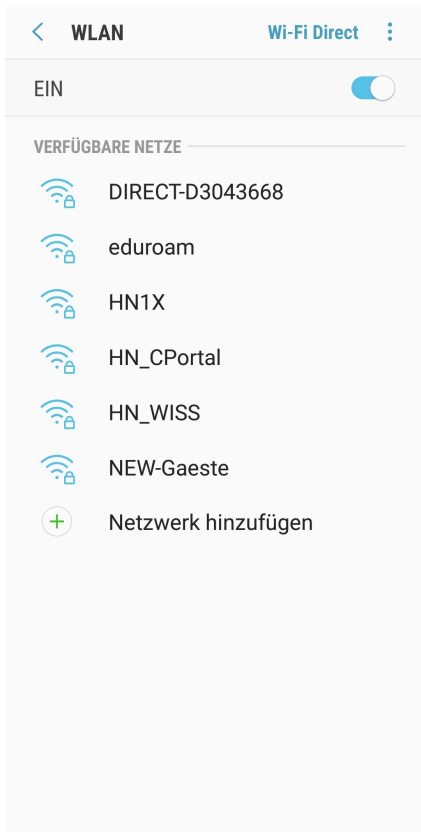 WLAN Wi-Fi Direct
EIN
VERFÜGBARE NETZE
DIRECT-D3043668
eduroam
HN1X
HN_CPortal
HN_WISS
NEW-Gaeste
Netzwerk hinzufügen